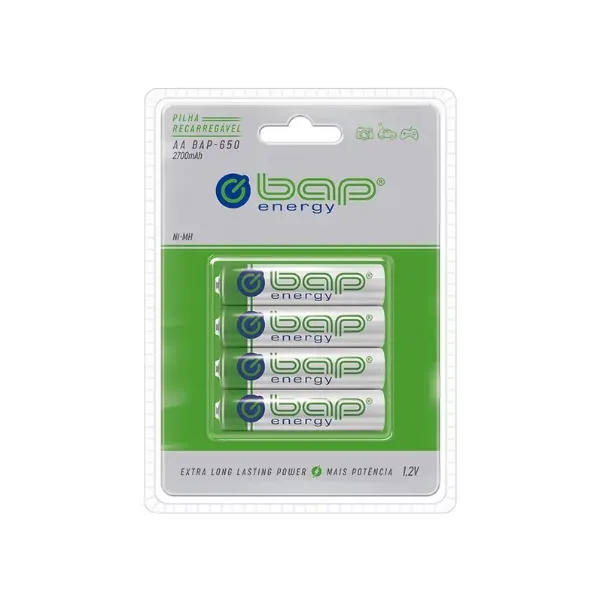 PILHA
RECARREGÁVEL
AA BAP-650
2700mAh
bap®
energy
Ni-MH
bap®
energy
bap®
energy
bap®
energy
bap®
energy
EXTRA LONG LASTING POWER MAIS POTÊNCIA 1,2V